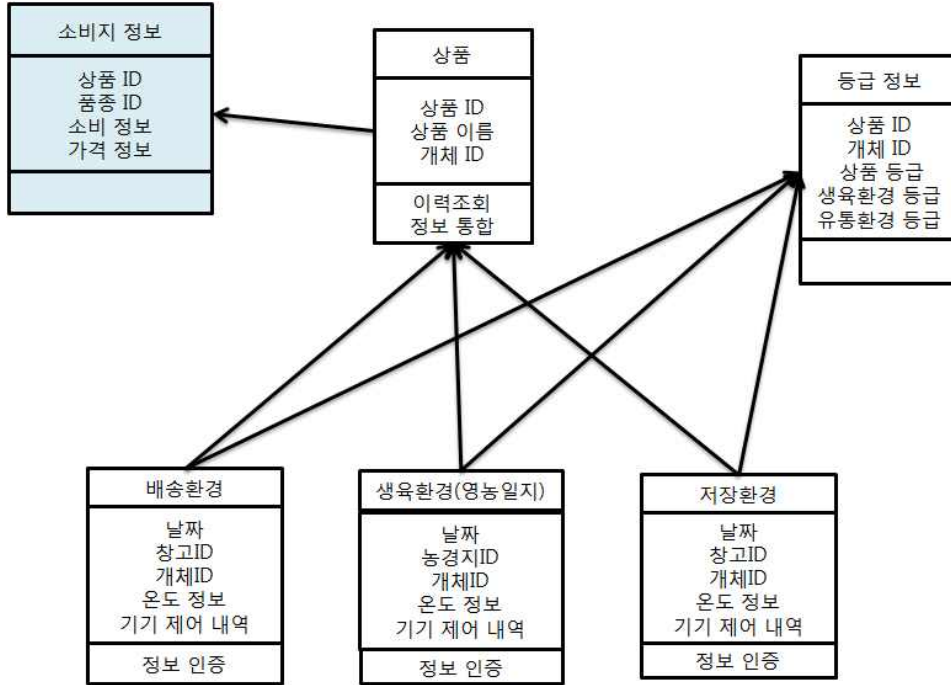 소비지 정보
상품 ID
품종 ID
소비 정보
가격 정보
상품
상품 ID
상품 이름
개체 ID
이력조회
정보 통합
등급 정보
상품 ID
개체 ID
상품 등급
생육환경 등급
유통환경 등급
배송환경
날짜
창고ID
개체ID
온도 정보
기기 제어 내역
정보 인증
생육환경(영농일지)
날짜
농경지ID
개체ID
온도 정보
기기 제어 내역
정보 인증
저장환경
날짜
창고ID
개체ID
온도 정보
기기 제어 내역
정보 인증